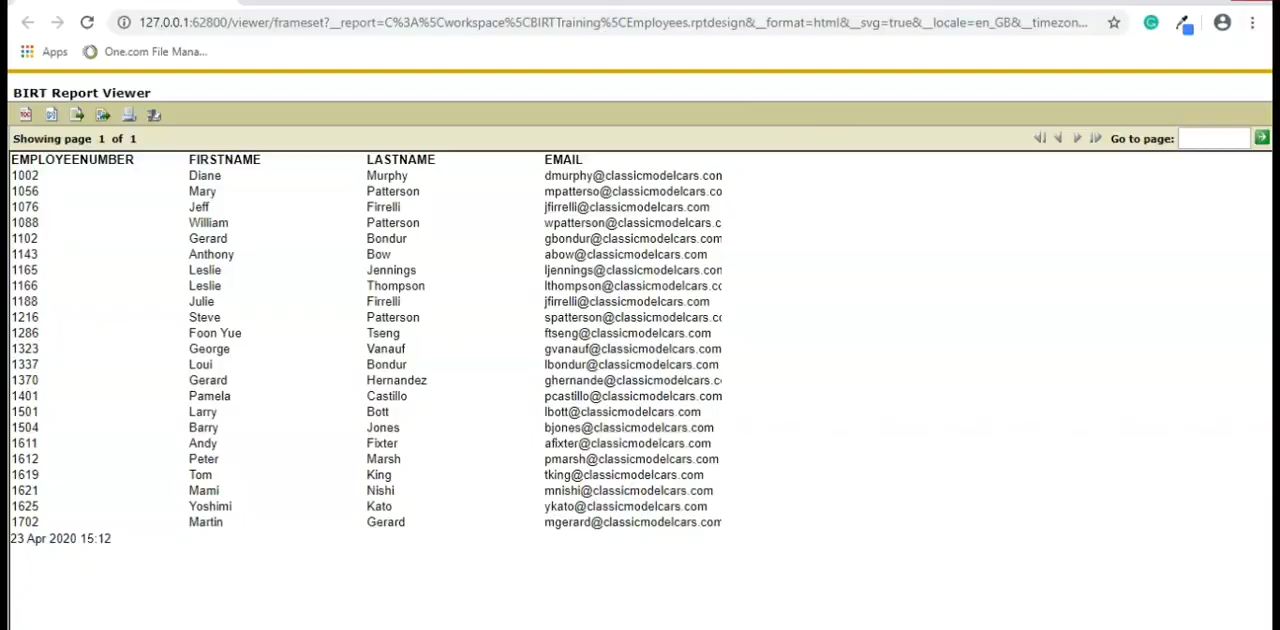 127.0.0.1:62800/viewer/frameset?__report=C%3A%5Cworkspace%5CBIRTTraining%5CEmployees.rptdesign&__format=html&__svg=true&__locale=en_GB&__timezon...
Apps One.com File Mana...
BIRT Report Viewer
Showing page 1 of 1 Go to page:
EMPLOYEENUMBER FIRSTNAME LASTNAME EMAIL
1002 Diane Murphy dmurphy@classicmodelcars.com
1056 Mary Patterson mpatterso@classicmodelcars.co
1076 Jeff Firrelli jfirrelli@classicmodelcars.com
1088 William Patterson wpatterson@classicmodelcars.c
1102 Gerard Bondur gbondur@classicmodelcars.com
1143 Anthony Bow abow@classicmodelcars.com
1165 Leslie Jennings ljennings@classicmodelcars.con
1166 Leslie Thompson lthompson@classicmodelcars.con
1188 Julie Firrelli jfirrelli@classicmodelcars.com
1216 Steve Patterson spatterson@classicmodelcars.cc
1286 Foon Yue Tseng ftseng@classicmodelcars.com
1323 George Vanauf gvanauf@classicmodelcars.com
1337 Loui Bondur lbondur@classicmodelcars.com
1370 Gerard Hernandez ghernande@classicmodelcars.c
1401 Pamela Castillo pcastillo@classicmodelcars.com
1501 Larry Bott lbott@classicmodelcars.com
1504 Barry Jones bjones@classicmodelcars.com
1611 Andy Fixter afixter@classicmodelcars.com
1612 Peter Marsh pmarsh@classicmodelcars.com
1619 Tom King tking@classicmodelcars.com
1621 Mami Nishi mnishi@classicmodelcars.com
1625 Yoshimi Kato ykato@classicmodelcars.com
1702 Martin Gerard mgerard@classicmodelcars.com
23 Apr 2020 15:12